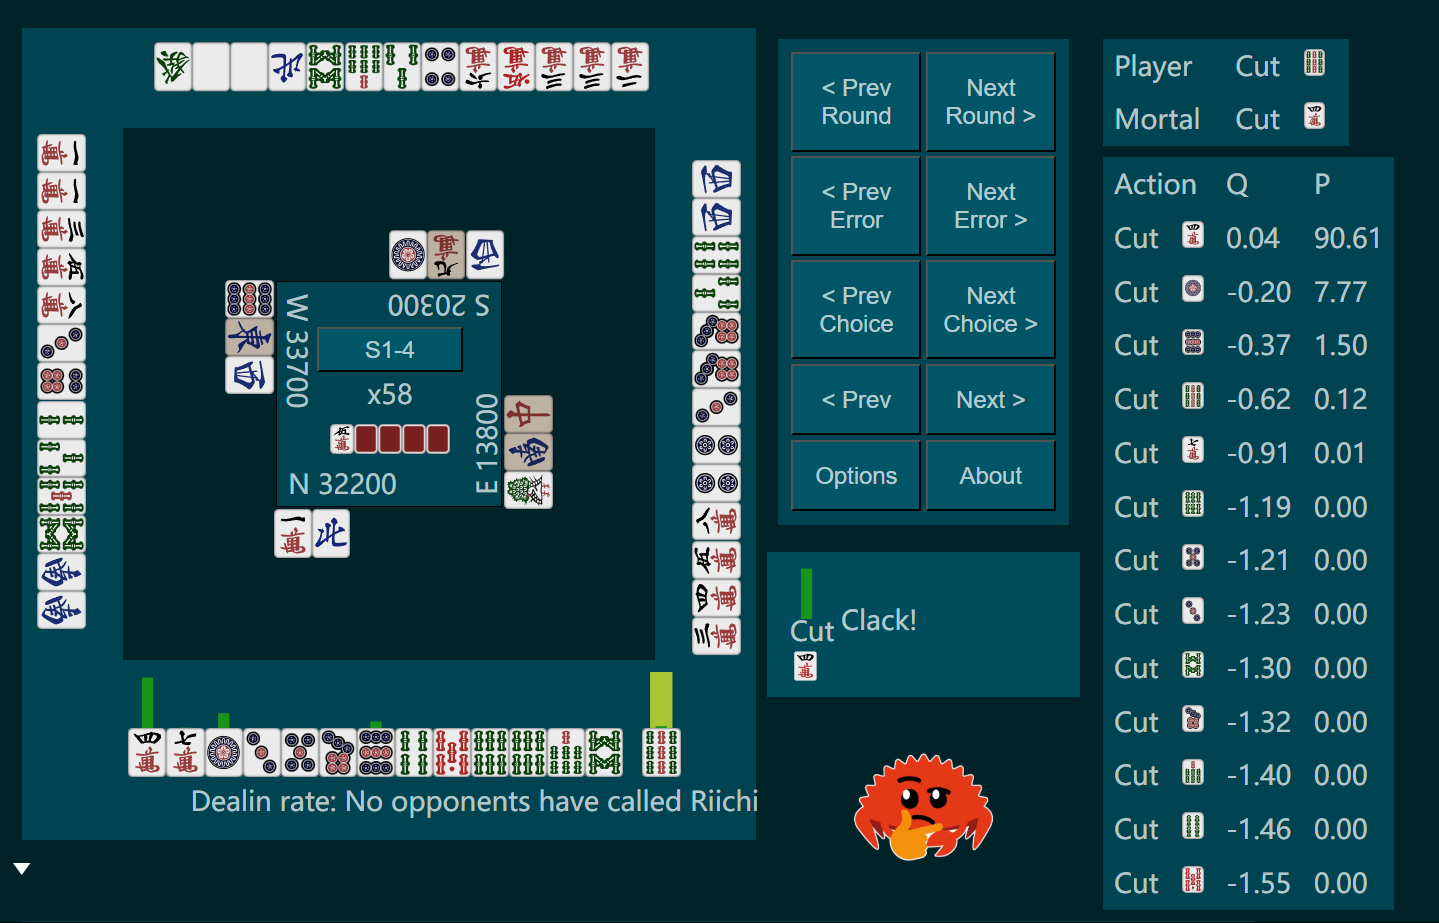 S 20300
W 33700
S1-4
x58
E 13800
N 32200
Dealin rate: No opponents have called Riichi
< Prev Round
Next Round >
< Prev Error
Next Error >
< Prev Choice
Next Choice >
< Prev
Next >
Options
About
Cut
Clack!
Player Cut
Mortal Cut
Action Q P
Cut 0.04 90.61
Cut -0.20 7.77
Cut -0.37 1.50
Cut -0.62 0.12
Cut -0.91 0.01
Cut -1.19 0.00
Cut -1.21 0.00
Cut -1.23 0.00
Cut -1.30 0.00
Cut -1.32 0.00
Cut -1.40 0.00
Cut -1.46 0.00
Cut -1.55 0.00